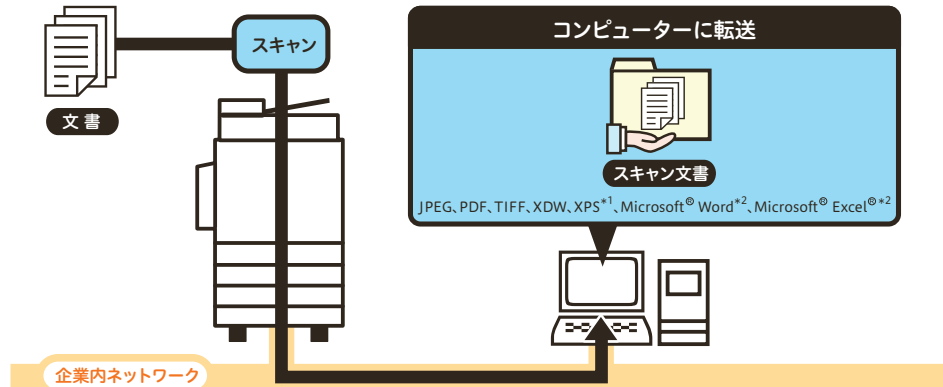 コンピューターに転送
スキャン
文書
スキャン文書
JPEG、PDF、TIFF、XDW、XPS*1、Microsoft® Word*2、Microsoft® Excel®*2
企業内ネットワーク